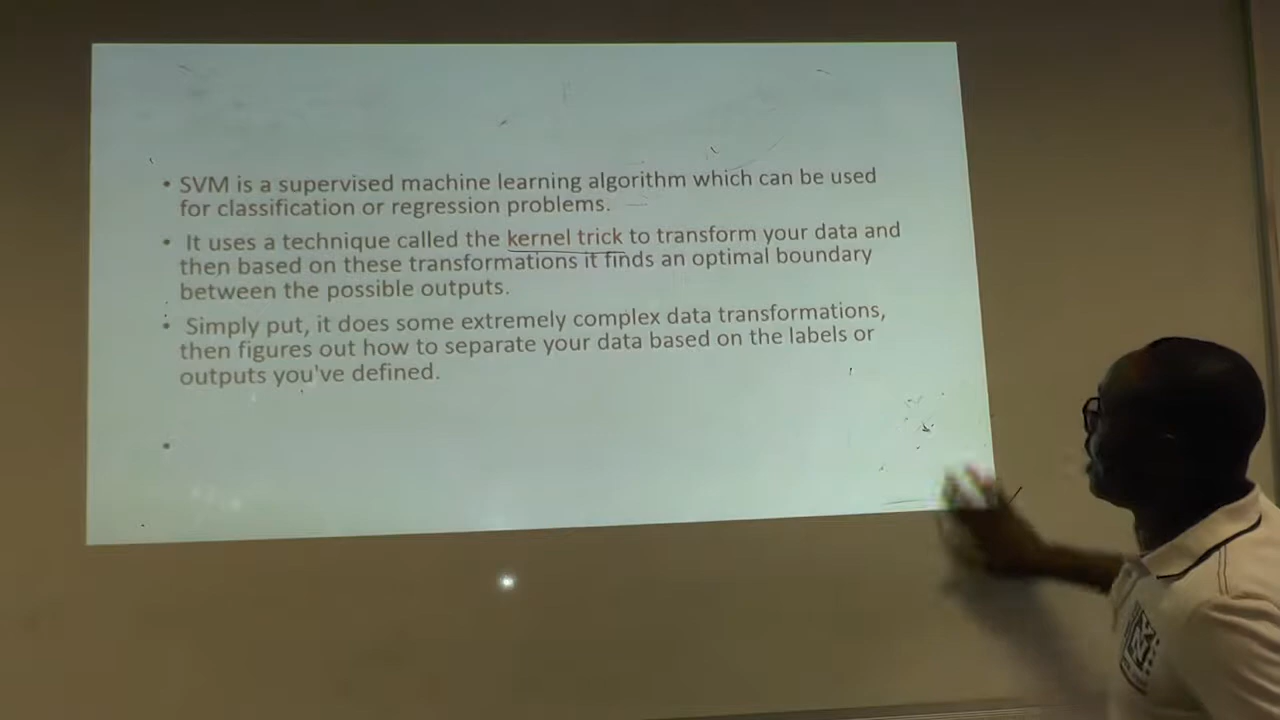 • SVM is a supervised machine learning algorithm which can be used
for classification or regression problems.
• It uses a technique called the kernel trick to transform your data and
then based on these transformations it finds an optimal boundary
between the possible outputs.
• Simply put, it does some extremely complex data transformations,
then figures out how to separate your data based on the labels or
outputs you've defined.
•